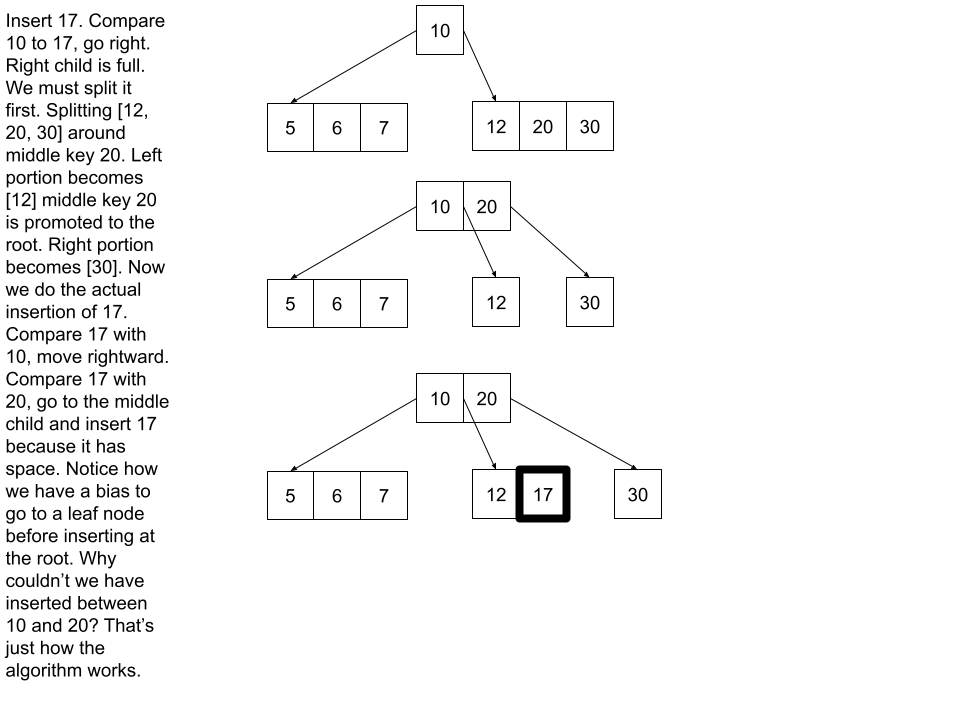 Insert 17. Compare
10 to 17, go right.
Right child is full.
We must split it
first. Splitting [12,
20, 30] around
middle key 20. Left
portion becomes
[12] middle key 20
is promoted to the
root. Right portion
becomes [30]. Now
we do the actual
insertion of 17.
Compare 17 with
10, move rightward.
Compare 17 with
20, go to the middle
child and insert 17
because it has
space. Notice how
we have a bias to
go to a leaf node
before inserting at
the root. Why
couldn’t we have
inserted between
10 and 20? That’s
just how the
algorithm works.
10
5 6 7 12 20 30
10 20
5 6 7 12 30
10 20
5 6 7 12 17 30